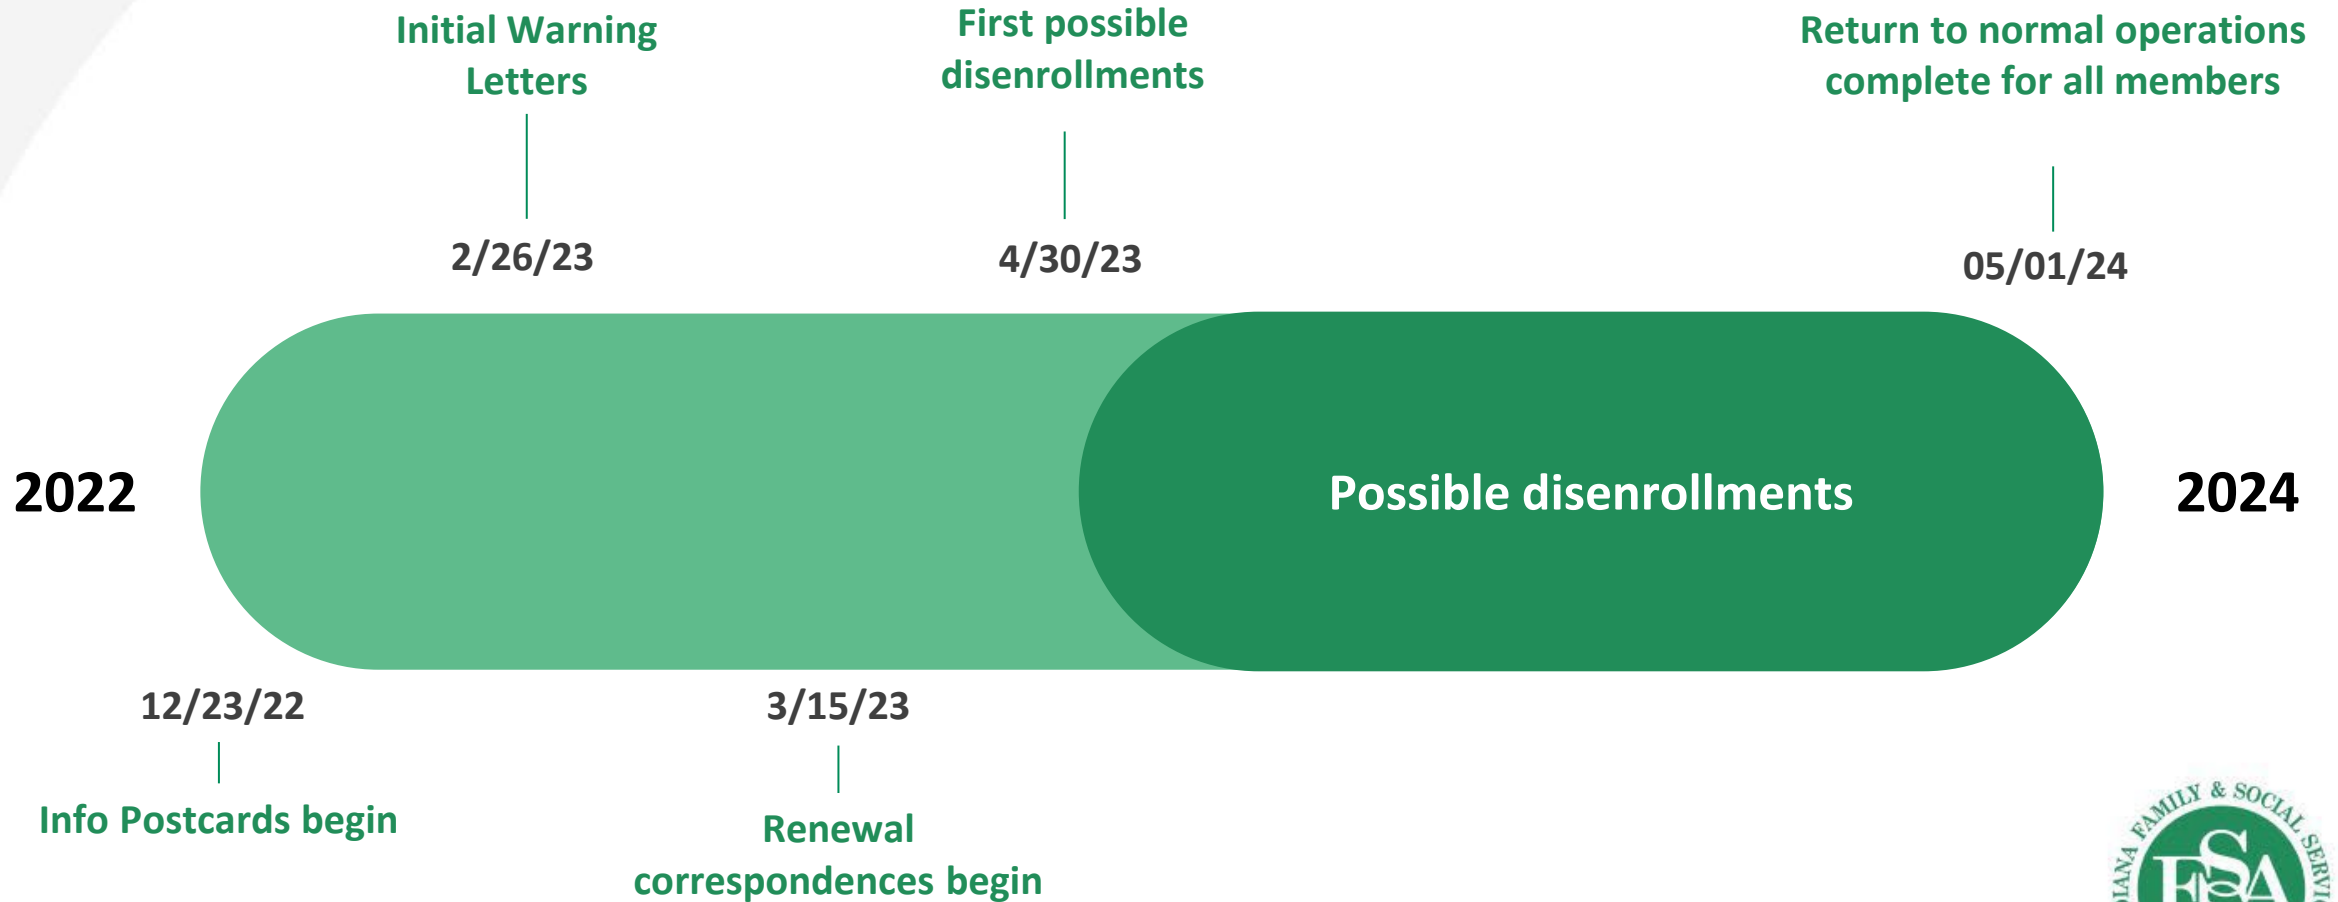 Initial Warning
Letters
First possible
disenrollments
Return to normal operations
complete for all members
2/26/23
4/30/23
05/01/24
2022
Possible disenrollments
2024
12/23/22
3/15/23
Info Postcards begin
Renewal
correspondences begin
FAMILY & SOCIAL
FSSA